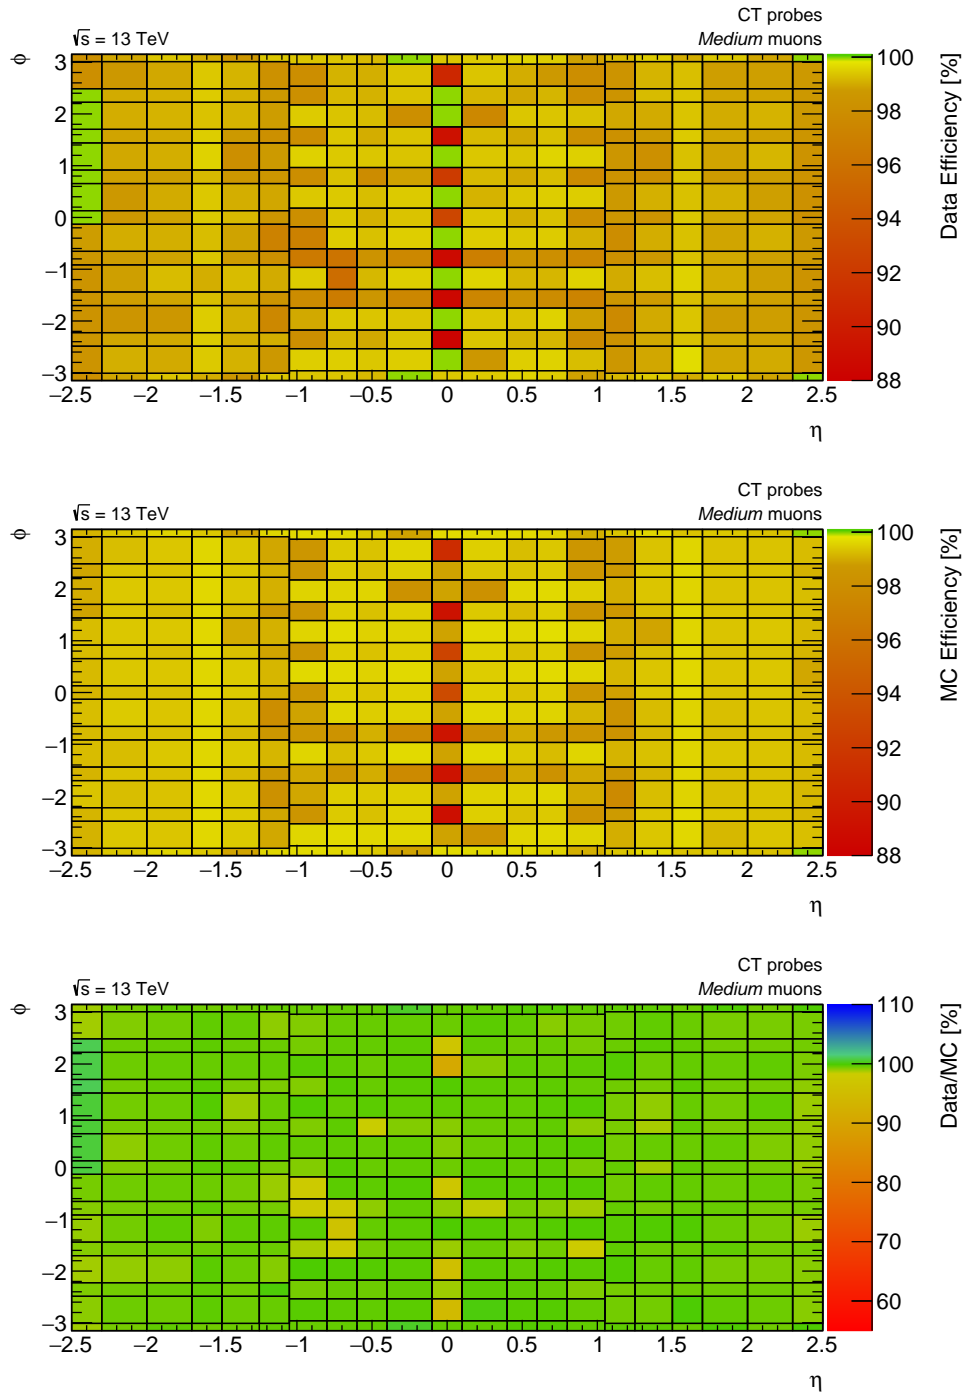 CT probes
√s = 13 TeV
Medium muons
ϕ
3
2
1
0
−1
−2
−3
−2.5 −2 −1.5 −1 −0.5 0 0.5 1 1.5 2 2.5
η
100
98
96
94
92
90
88
Data Efficiency [%]
CT probes
√s = 13 TeV
Medium muons
ϕ
3
2
1
0
−1
−2
−3
−2.5 −2 −1.5 −1 −0.5 0 0.5 1 1.5 2 2.5
η
100
98
96
94
92
90
88
MC Efficiency [%]
CT probes
√s = 13 TeV
Medium muons
ϕ
3
2
1
0
−1
−2
−3
−2.5 −2 −1.5 −1 −0.5 0 0.5 1 1.5 2 2.5
η
110
100
90
80
70
60
Data/MC [%]